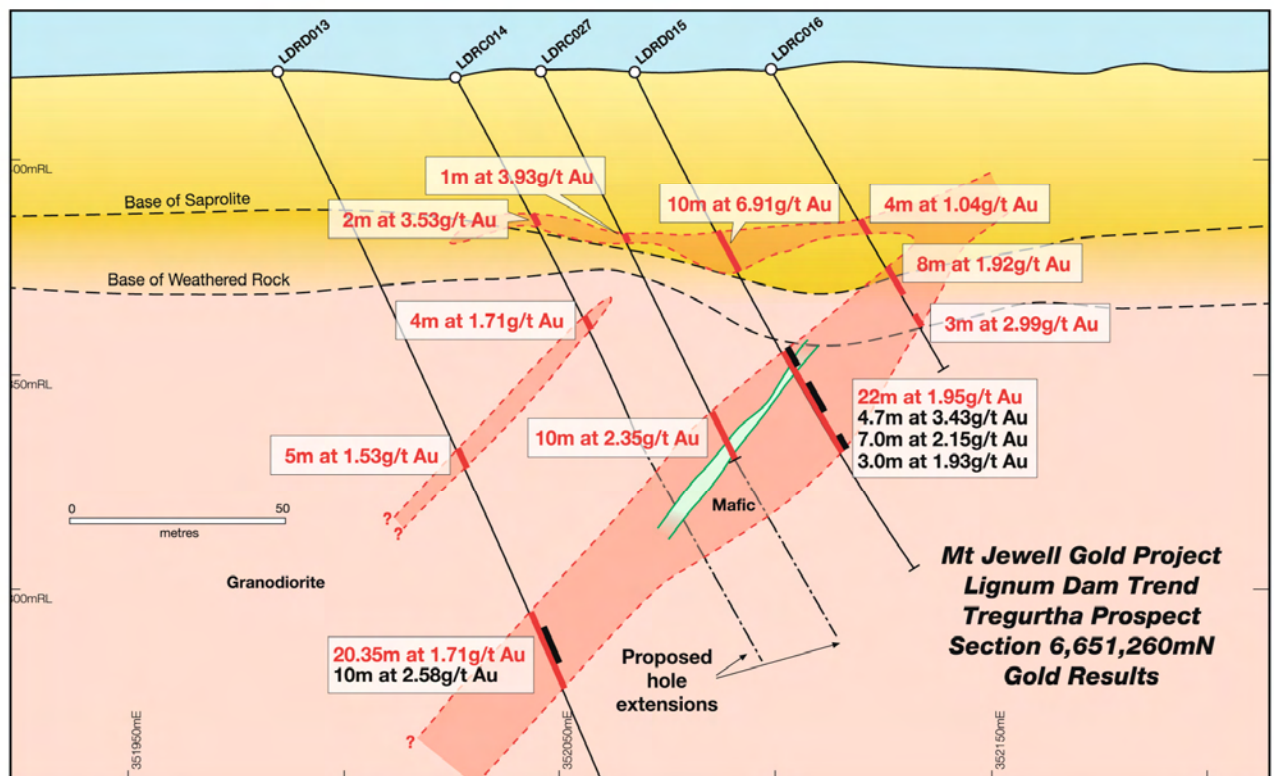 LDRD013
LDRC014
LDRC027
LDRD015
LDRC016
00mRL
Base of Saprolite
1m at 3.93g/t Au
2m at 3.53g/t Au
10m at 6.91g/t Au
4m at 1.04g/t Au
8m at 1.92g/t Au
Base of Weathered Rock
4m at 1.71g/t Au
3m at 2.99g/t Au
50mRL
22m at 1.95g/t Au
4.7m at 3.43g/t Au
7.0m at 2.15g/t Au
3.0m at 1.93g/t Au
10m at 2.35g/t Au
5m at 1.53g/t Au
0 50
metres
?
?
Mafic
Granodiorite
00mRL
Mt Jewell Gold Project
Lignum Dam Trend
Tregurtha Prospect
Section 6,651,260mN
Gold Results
20.35m at 1.71g/t Au
10m at 2.58g/t Au
Proposed
hole
extensions
?
351950mE
352050mE
352150mE